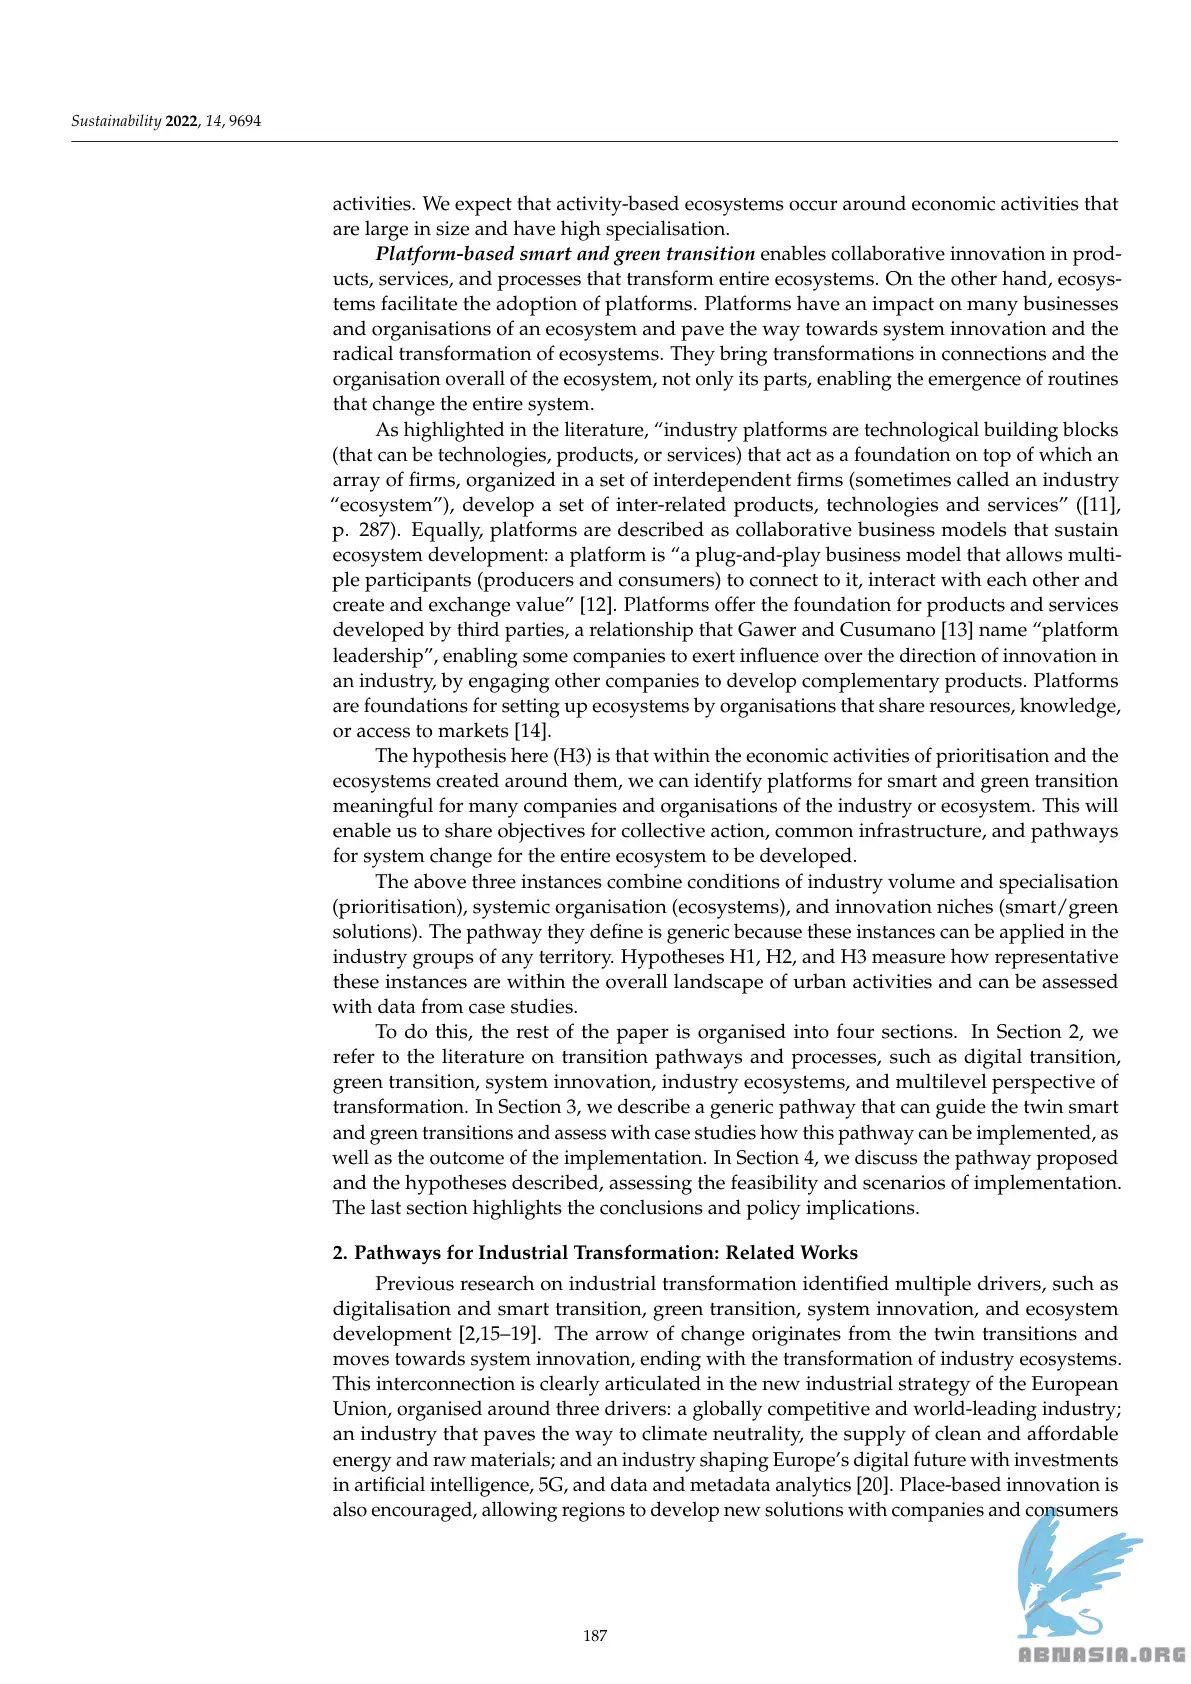 Sustainability 2022, 14, 9694
activities. We expect that activity-based ecosystems occur around economic activities that
are large in size and have high specialisation.
Platform-based smart and green transition enables collaborative innovation in prod-
ucts, services, and processes that transform entire ecosystems. On the other hand, ecosys-
tems facilitate the adoption of platforms. Platforms have an impact on many businesses
and organisations of an ecosystem and pave the way towards system innovation and the
radical transformation of ecosystems. They bring transformations in connections and the
organisation overall of the ecosystem, not only its parts, enabling the emergence of routines
that change the entire system.
As highlighted in the literature, “industry platforms are technological building blocks
(that can be technologies, products, or services) that act as a foundation on top of which an
array of firms, organized in a set of interdependent firms (sometimes called an industry
“ecosystem”), develop a set of inter-related products, technologies and services” ([11],
p. 287). Equally, platforms are described as collaborative business models that sustain
ecosystem development: a platform is “a plug-and-play business model that allows multi-
ple participants (producers and consumers) to connect to it, interact with each other and
create and exchange value” [12]. Platforms offer the foundation for products and services
developed by third parties, a relationship that Gawer and Cusumano [13] name “platform
leadership”, enabling some companies to exert influence over the direction of innovation in
an industry, by engaging other companies to develop complementary products. Platforms
are foundations for setting up ecosystems by organisations that share resources, knowledge,
or access to markets [14].
The hypothesis here (H3) is that within the economic activities of prioritisation and the
ecosystems created around them, we can identify platforms for smart and green transition
meaningful for many companies and organisations of the industry or ecosystem. This will
enable us to share objectives for collective action, common infrastructure, and pathways
for system change for the entire ecosystem to be developed.
The above three instances combine conditions of industry volume and specialisation
(prioritisation), systemic organisation (ecosystems), and innovation niches (smart/green
solutions). The pathway they define is generic because these instances can be applied in the
industry groups of any territory. Hypotheses H1, H2, and H3 measure how representative
these instances are within the overall landscape of urban activities and can be assessed
with data from case studies.
To do this, the rest of the paper is organised into four sections. In Section 2, we
refer to the literature on transition pathways and processes, such as digital transition,
green transition, system innovation, industry ecosystems, and multilevel perspective of
transformation. In Section 3, we describe a generic pathway that can guide the twin smart
and green transitions and assess with case studies how this pathway can be implemented, as
well as the outcome of the implementation. In Section 4, we discuss the pathway proposed
and the hypotheses described, assessing the feasibility and scenarios of implementation.
The last section highlights the conclusions and policy implications.
2. Pathways for Industrial Transformation: Related Works
Previous research on industrial transformation identified multiple drivers, such as
digitalisation and smart transition, green transition, system innovation, and ecosystem
development [2,15–19]. The arrow of change originates from the twin transitions and
moves towards system innovation, ending with the transformation of industry ecosystems.
This interconnection is clearly articulated in the new industrial strategy of the European
Union, organised around three drivers: a globally competitive and world-leading industry;
an industry that paves the way to climate neutrality, the supply of clean and affordable
energy and raw materials; and an industry shaping Europe’s digital future with investments
in artificial intelligence, 5G, and data and metadata analytics [20]. Place-based innovation is
also encouraged, allowing regions to develop new solutions with companies and consumers
187
ABNASIA.ORG